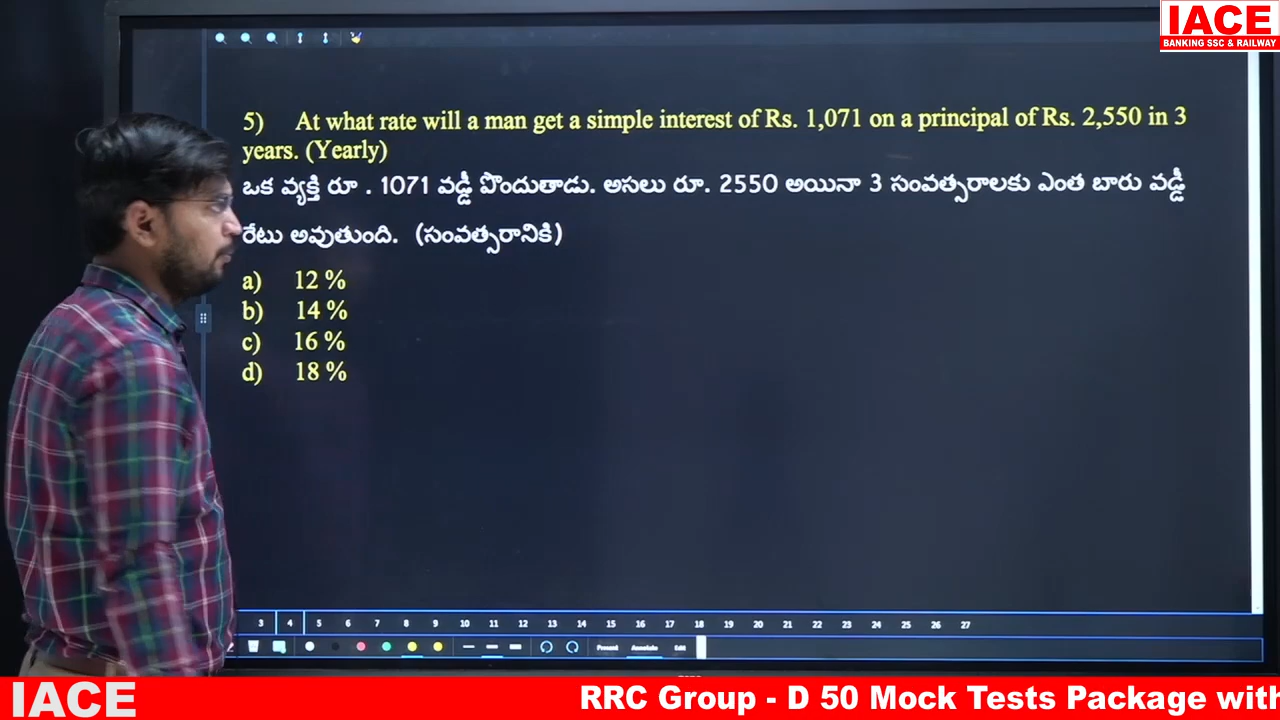 IACE
BANKING SSC & RAILWAY
5) At what rate will a man get a simple interest of Rs. 1,071 on a principal of Rs. 2,550 in 3
years. (Yearly)
ఒక వ్యక్తి రూ . 1071 వడ్డీ పొందుతాడు. అసలు రూ. 2550 అయినా 3 సంవత్సరాలకు ఎంత బారు వడ్డీ
రేటు అవుతుంది. (సంవత్సరానికి)
a) 12 %
b) 14 %
c) 16 %
d) 18 %
3 4 5 6 7 8 9 10 11 12 13 14 15 16 17 18 19 20 21 22 23 24 25 26 27
Present Annotate Edit
IACE RRC Group - D 50 Mock Tests Package with